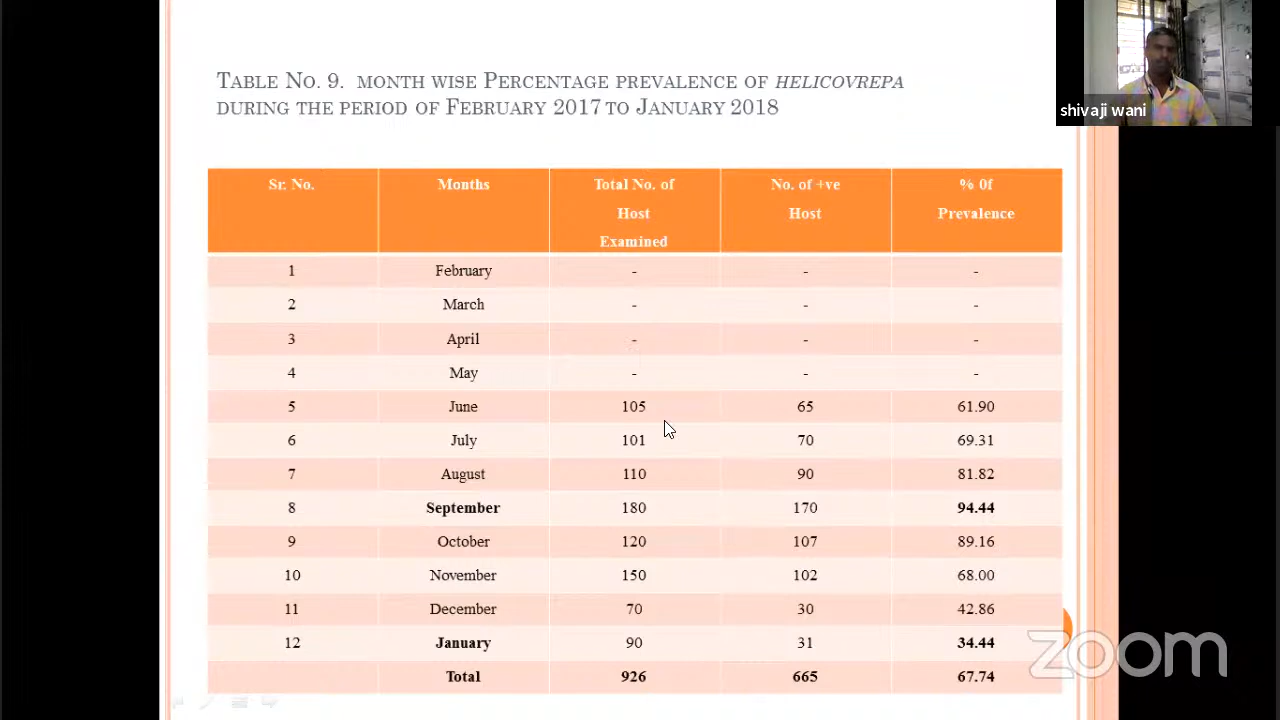 TABLE NO. 9. MONTH WISE PERCENTAGE PREVALENCE OF HELICOVREPA
DURING THE PERIOD OF FEBRUARY 2017 TO JANUARY 2018
shivaji wani
Sr. No. Months Total No. of Host Examined No. of +ve Host % 0f Prevalence
1 February - - -
2 March - - -
3 April - - -
4 May - - -
5 June 105 65 61.90
6 July 101 70 69.31
7 August 110 90 81.82
8 September 180 170 94.44
9 October 120 107 89.16
10 November 150 102 68.00
11 December 70 30 42.86
12 January 90 31 34.44
Total 926 665 67.74
zoom